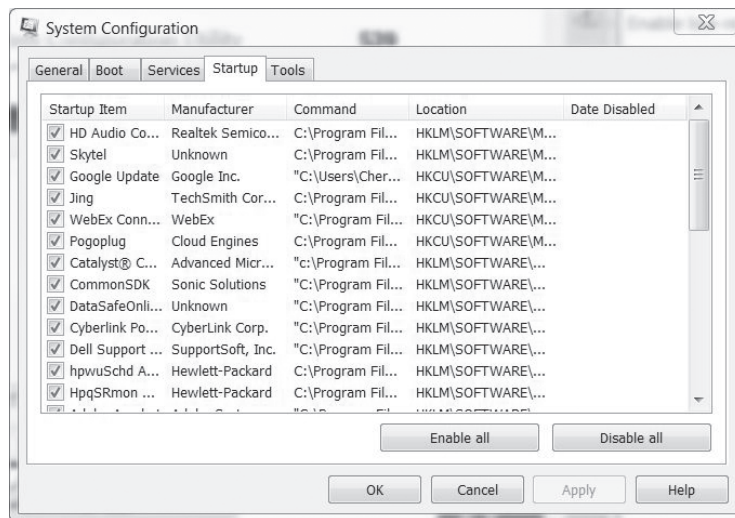 System Configuration
General Boot Services Startup Tools
Startup Item Manufacturer Command Location Date Disabled
HD Audio Co... Realtek Semico... C:\Program Fil... HKLM\SOFTWARE\M...
Skytel Unknown C:\Program Fil... HKLM\SOFTWARE\M...
Google Update Google Inc. "C:\Users\Cher... HKCU\SOFTWARE\M...
Jing TechSmith Cor... C:\Program Fil... HKCU\SOFTWARE\M...
WebEx Conn... WebEx "C:\Program Fil... HKCU\SOFTWARE\M...
Pogoplug Cloud Engines C:\Program Fil... HKCU\SOFTWARE\M...
Catalyst® C... Advanced Micr... "c:\Program Fil... HKLM\SOFTWARE\...
CommonSDK Sonic Solutions "C:\Program Fil... HKLM\SOFTWARE\...
DataSafeOnli... Unknown "C:\Program Fil... HKLM\SOFTWARE\...
Cyberlink Po... CyberLink Corp. "C:\Program Fil... HKLM\SOFTWARE\...
Dell Support ... SupportSoft, Inc. "C:\Program Fil... HKLM\SOFTWARE\...
hpwuSchd A... Hewlett-Packard C:\Program Fil... HKLM\SOFTWARE\...
HpqSRmon ... Hewlett-Packard C:\Program Fil... HKLM\SOFTWARE\...
Enable all Disable all
OK Cancel Apply Help